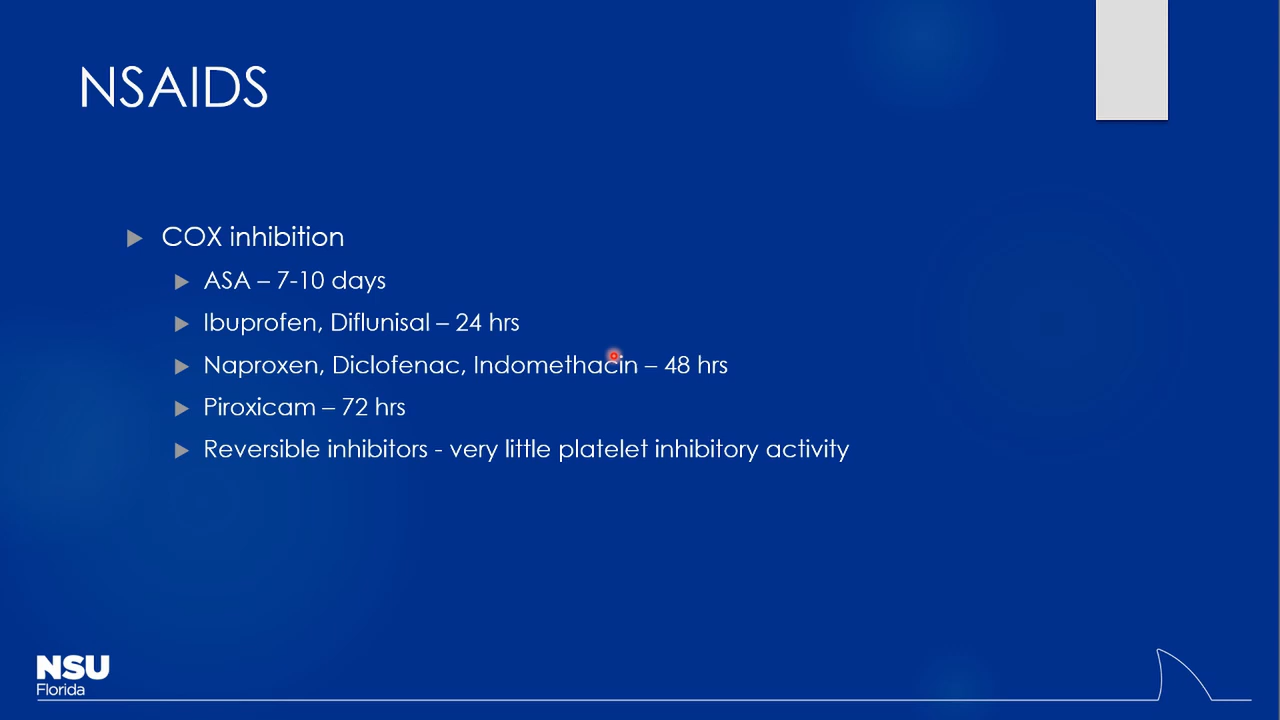 NSAIDS
COX inhibition
ASA – 7-10 days
Ibuprofen, Diflunisal – 24 hrs
Naproxen, Diclofenac, Indomethacin – 48 hrs
Piroxicam – 72 hrs
Reversible inhibitors - very little platelet inhibitory activity
NSU
Florida